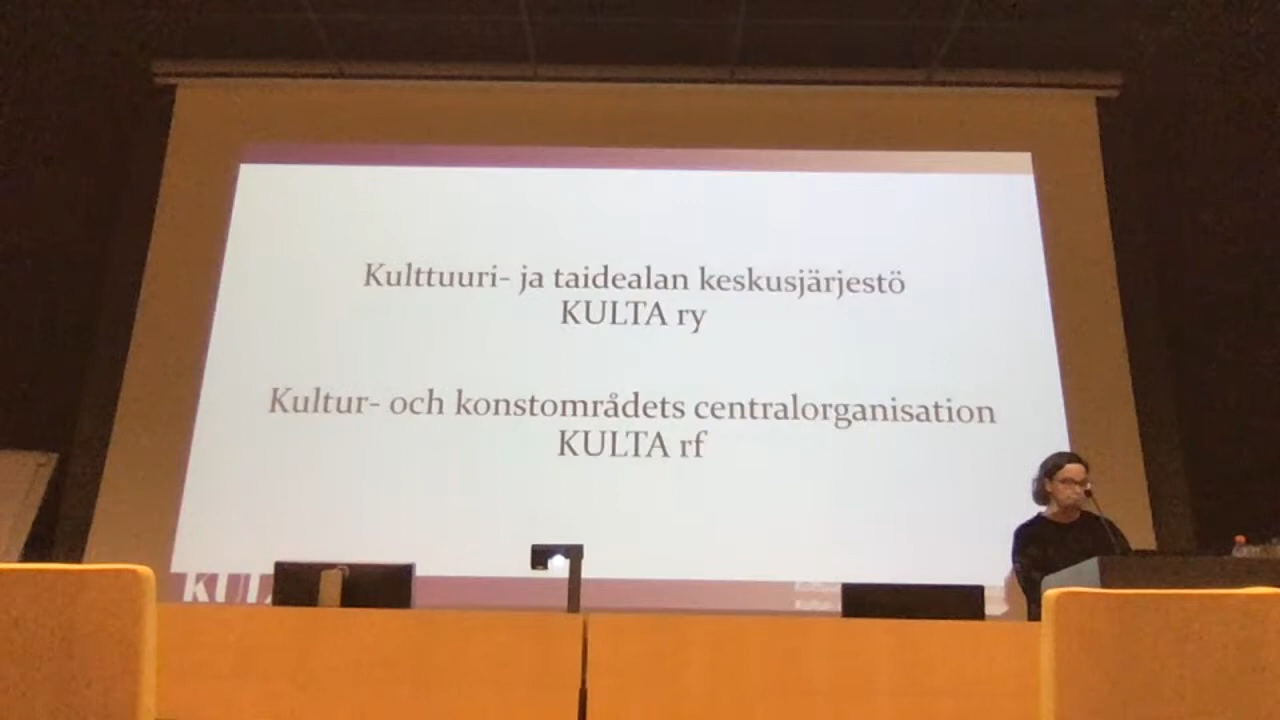 Kulttuuri- ja taidealan keskusjärjestö
KULTA ry
Kultur- och konstområdets centralorganisation
KULTA rf